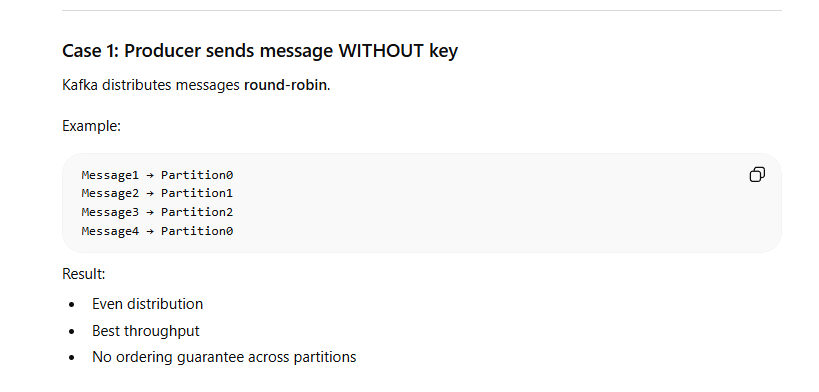 Case 1: Producer sends message WITHOUT key
Kafka distributes messages round-robin.
Example:
Message1 → Partition0
Message2 → Partition1
Message3 → Partition2
Message4 → Partition0
Result:
• Even distribution
• Best throughput
• No ordering guarantee across partitions